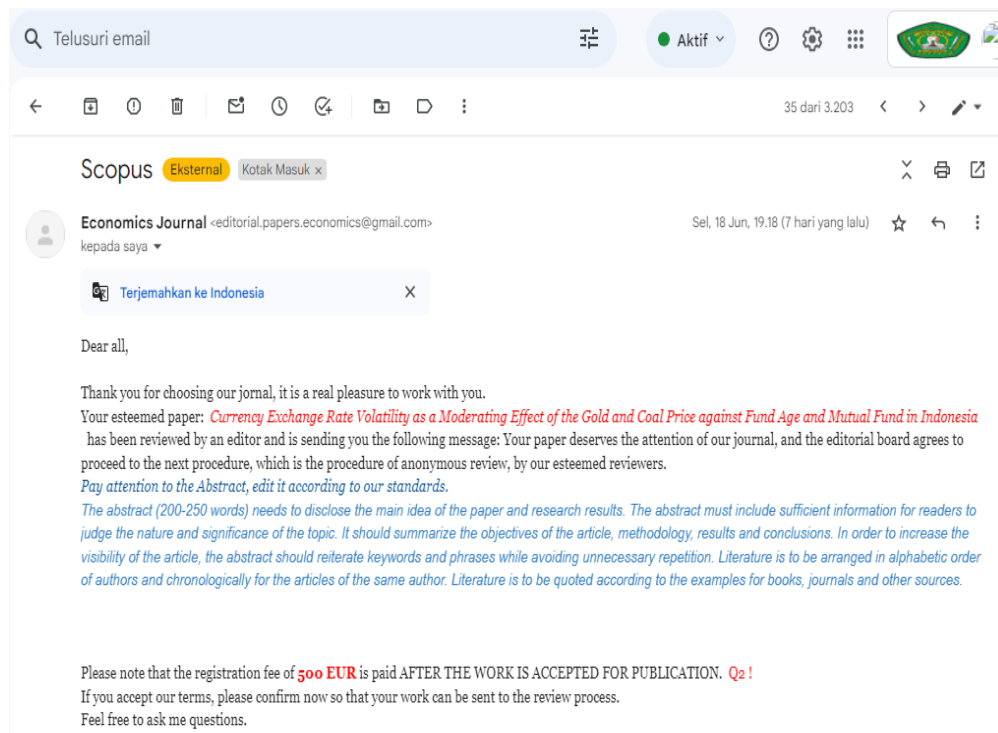 Telusuri email
Aktif
35 dari 3.203
Scopus Eksternal Kotak Masuk ×
Economics Journal <editorial.papers.economics@gmail.com> Sel, 18 Jun, 19.18 (7 hari yang lalu)
kepada saya
Terjemahkan ke Indonesia
Dear all,
Thank you for choosing our jornal, it is a real pleasure to work with you.
Your esteemed paper: Currency Exchange Rate Volatility as a Moderating Effect of the Gold and Coal Price against Fund Age and Mutual Fund in Indonesia
has been reviewed by an editor and is sending you the following message: Your paper deserves the attention of our journal, and the editorial board agrees to
proceed to the next procedure, which is the procedure of anonymous review, by our esteemed reviewers.
Pay attention to the Abstract, edit it according to our standards.
The abstract (200-250 words) needs to disclose the main idea of the paper and research results. The abstract must include sufficient information for readers to
judge the nature and significance of the topic. It should summarize the objectives of the article, methodology, results and conclusions. In order to increase the
visibility of the article, the abstract should reiterate keywords and phrases while avoiding unnecessary repetition. Literature is to be arranged in alphabetic order
of authors and chronologically for the articles of the same author. Literature is to be quoted according to the examples for books, journals and other sources.
Please note that the registration fee of 500 EUR is paid AFTER THE WORK IS ACCEPTED FOR PUBLICATION. Q2 !
If you accept our terms, please confirm now so that your work can be sent to the review process.
Feel free to ask me questions.